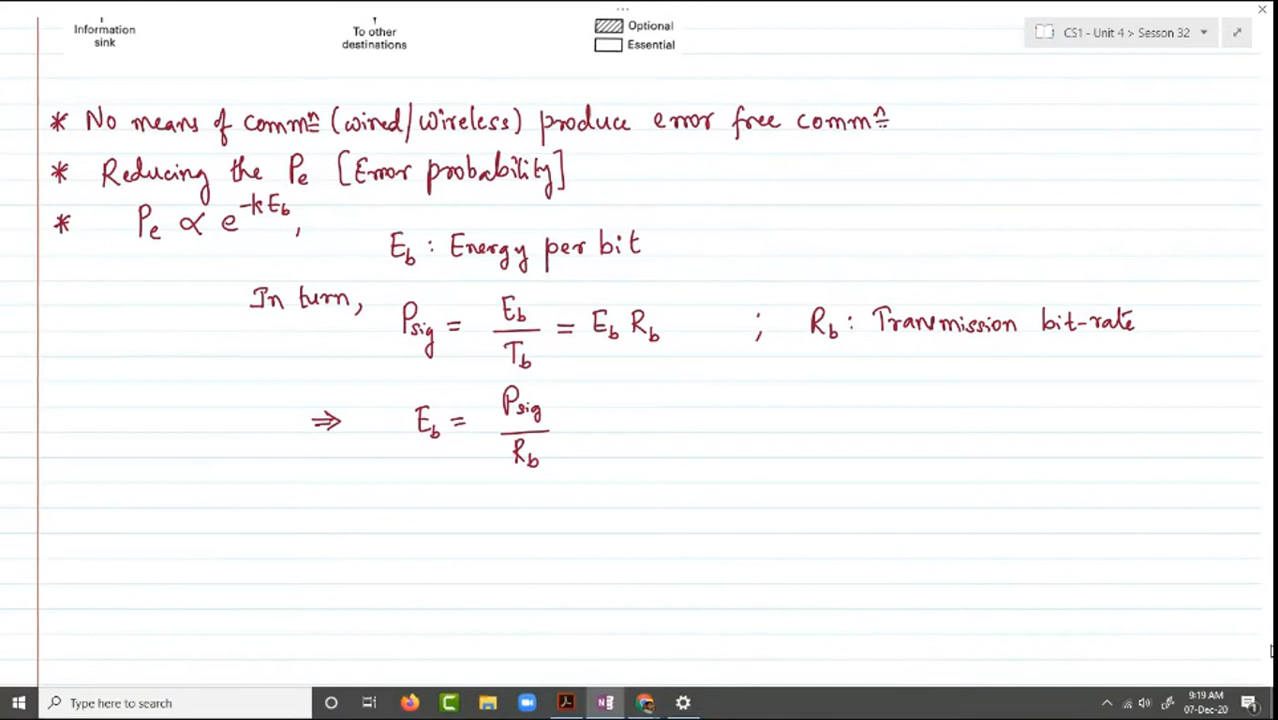 Information
sink
To other
destinations
Optional
Essential
CS1 - Unit 4 > Sesson 32
* No means of commⁿ (wired/wireless) produce error free commⁿ
* Reducing the Pe [Error probability]
* Pe ∝ e^-kEb,
Eb : Energy per bit
In turn,
Psig = Eb/Tb = Eb Rb ; Rb : Transmission bit-rate
⇒ Eb = Psig/Rb
Type here to search
9:19 AM
07-Dec-20
1